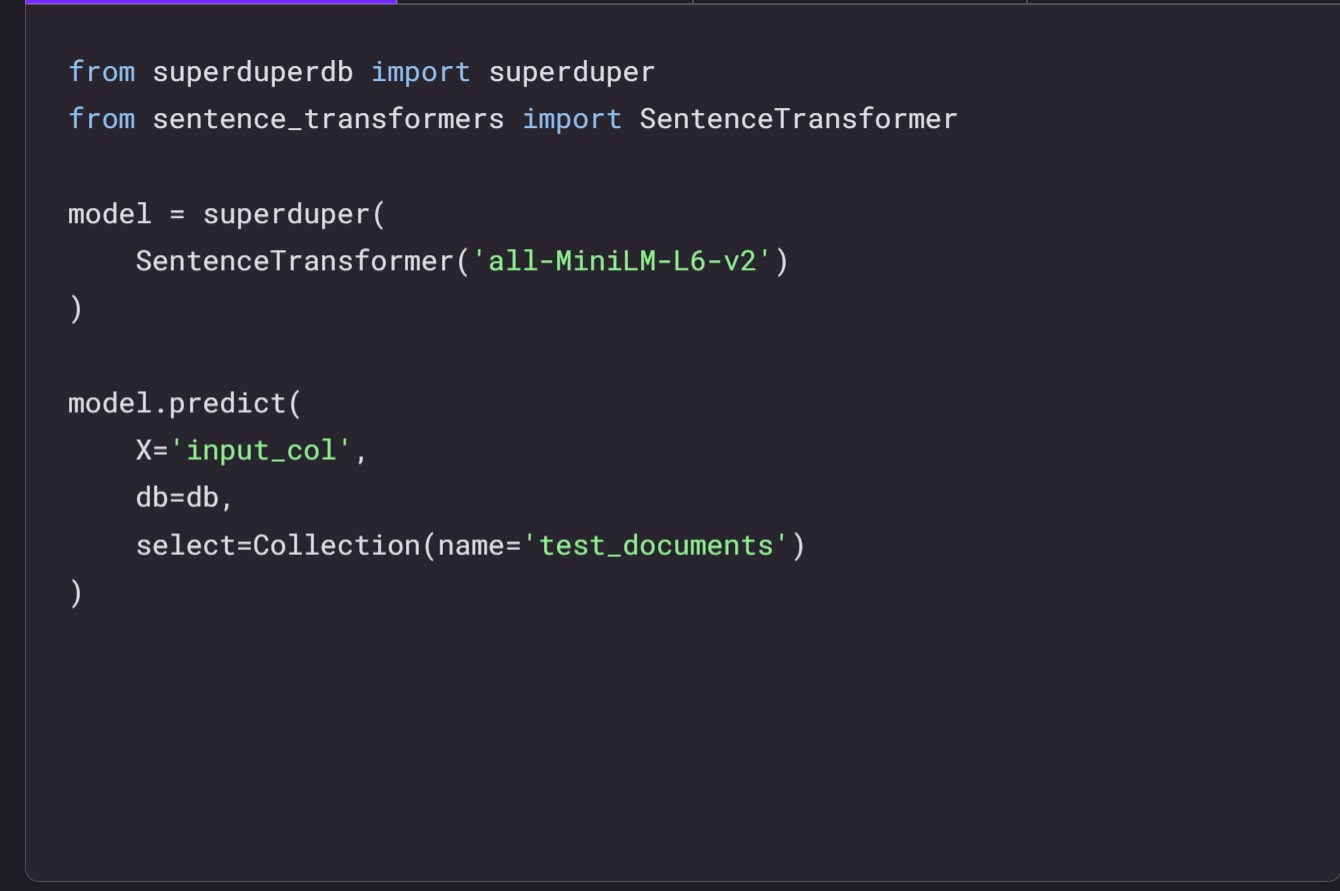 from superduperdb import superduper
from sentence_transformers import SentenceTransformer

model = superduper(
    SentenceTransformer('all-MiniLM-L6-v2')
)

model.predict(
    X='input_col',
    db=db,
    select=Collection(name='test_documents')
)